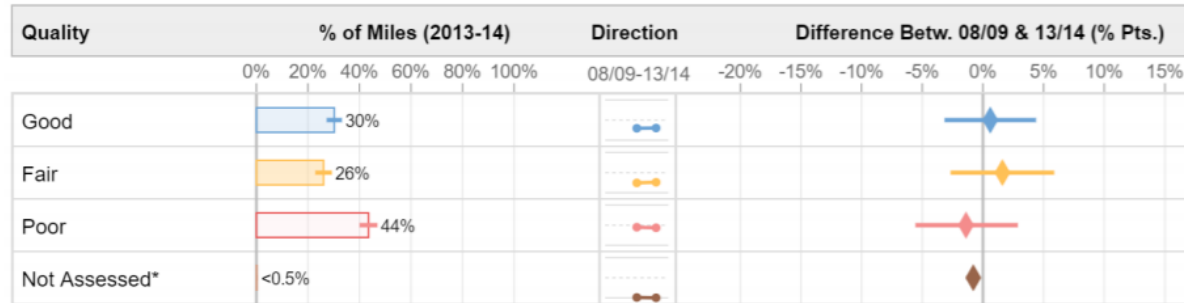 Quality % of Miles (2013-14) Direction Difference Betw. 08/09 & 13/14 (% Pts.)
0% 20% 40% 60% 80% 100% 08/09-13/14 -20% -15% -10% -5% 0% 5% 10% 15%
Good 30%
Fair 26%
Poor 44%
Not Assessed* <0.5%